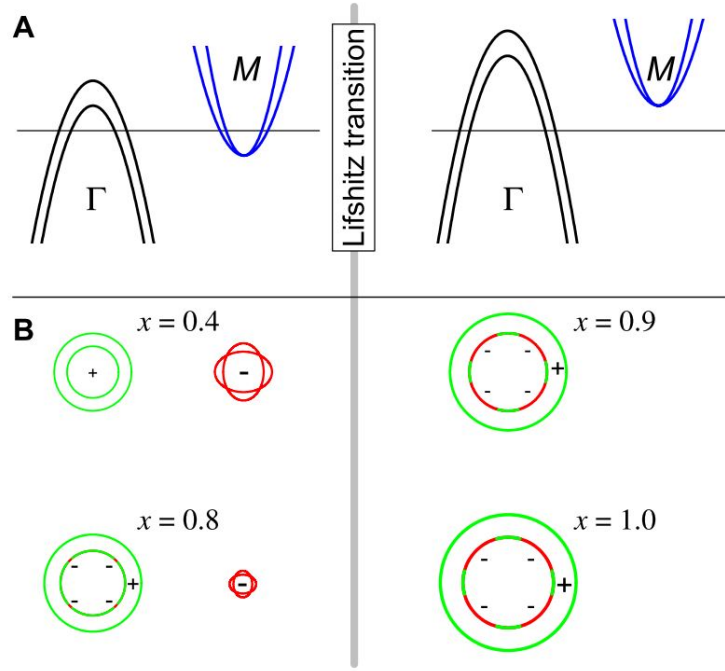 A
M
Γ
Lifshitz transition
M
Γ
B
x = 0.4
+
-
x = 0.9
- -
+
- -
x = 0.8
- -
+
- -
-
x = 1.0
- -
+
- -